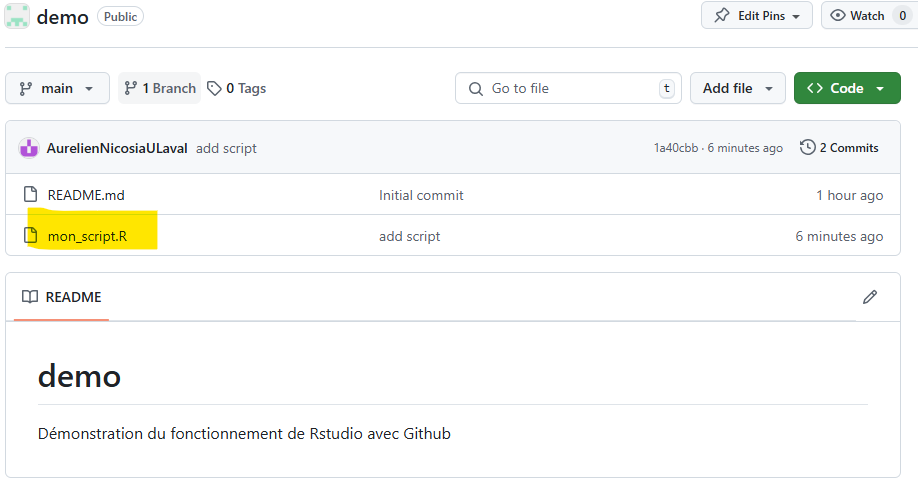 demo Public Edit Pins Watch 0
main 1 Branch 0 Tags Go to file t Add file Code
AurelienNicosiaULaval add script 1a40cbb · 6 minutes ago 2 Commits
README.md Initial commit 1 hour ago
mon_script.R add script 6 minutes ago
README
demo
Démonstration du fonctionnement de Rstudio avec Github